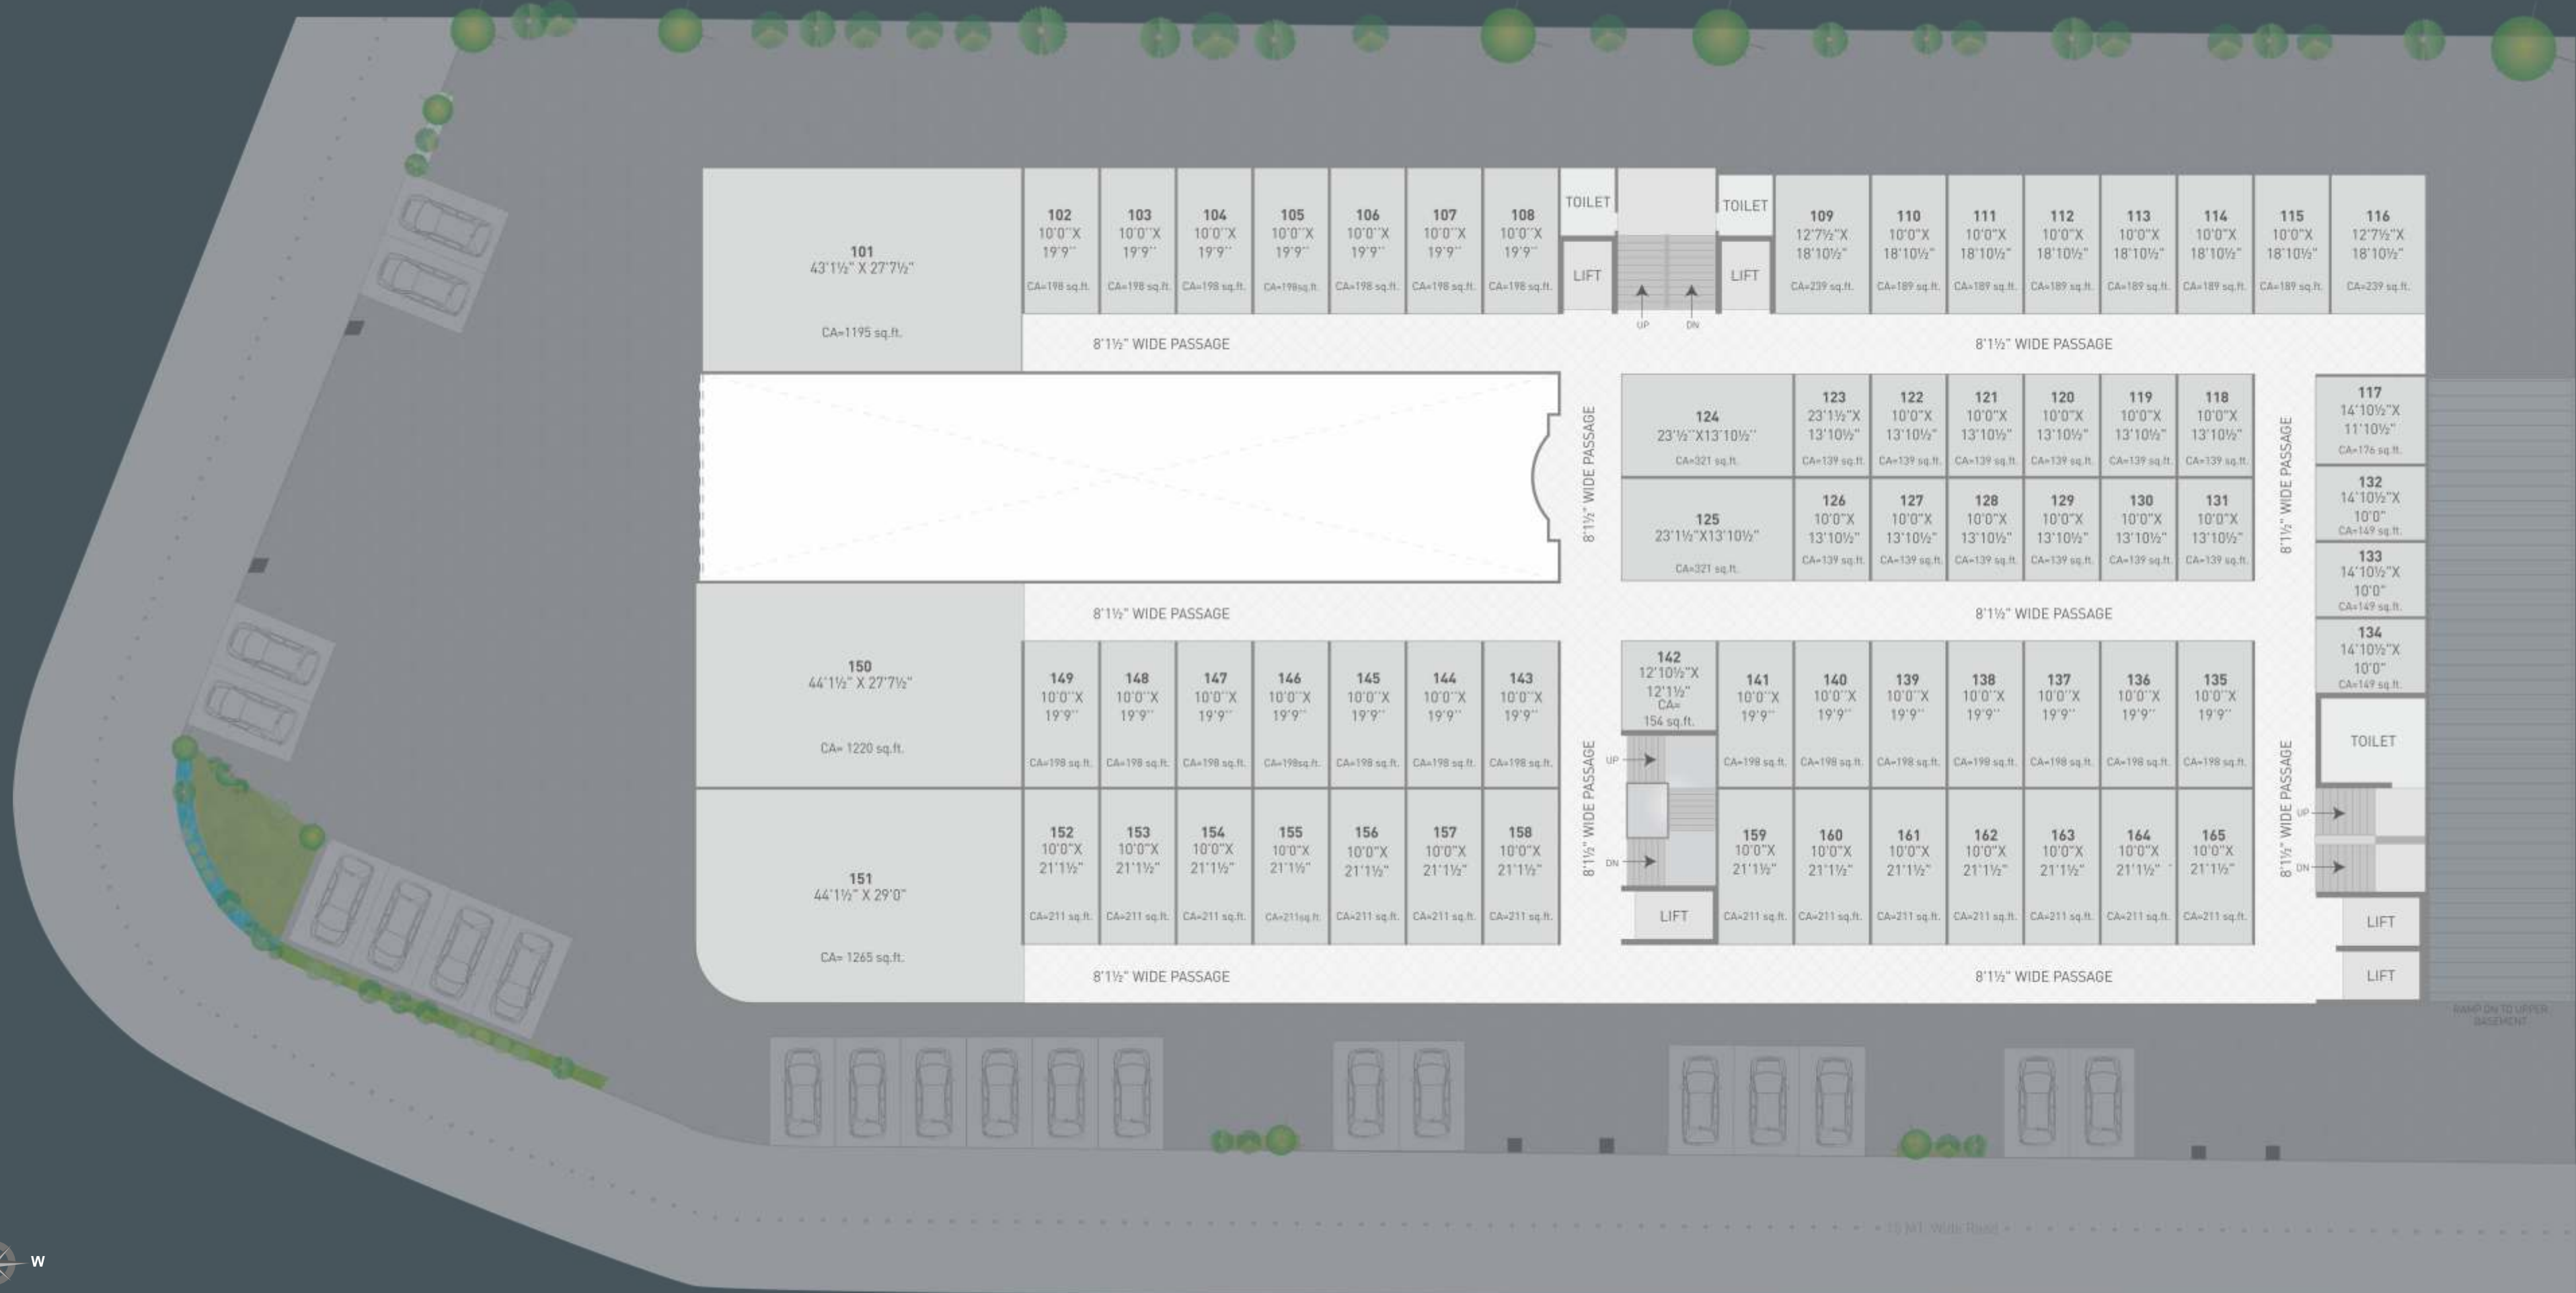 101
43'1½" X 27'7½"
CA=1195 sq.ft.
102
10'0''X
19'9''
CA=198 sq.ft.
103
10'0''X
19'9''
CA=198 sq.ft.
104
10'0''X
19'9''
CA=198 sq.ft.
105
10'0''X
19'9''
CA=198sq.ft.
106
10'0''X
19'9''
CA=198 sq.ft.
107
10'0''X
19'9''
CA=198 sq.ft.
108
10'0''X
19'9''
CA=198 sq.ft.
TOILET
LIFT
UP
DN
TOILET
LIFT
109
12'7½"X
18'10½"
CA=239 sq.ft.
110
10'0"X
18'10½"
CA=189 sq.ft.
111
10'0"X
18'10½"
CA=189 sq.ft.
112
10'0"X
18'10½"
CA=189 sq.ft.
113
10'0"X
18'10½"
CA=189 sq.ft.
114
10'0"X
18'10½"
CA=189 sq.ft.
115
10'0"X
18'10½"
CA=189 sq.ft.
116
12'7½"X
18'10½"
CA=239 sq.ft.
8'1½" WIDE PASSAGE
8'1½" WIDE PASSAGE
8'1½" WIDE PASSAGE
124
23'½''X13'10½''
CA=321 sq.ft.
123
23'1½"X
13'10½"
CA=139 sq.ft.
122
10'0"X
13'10½"
CA=139 sq.ft.
121
10'0"X
13'10½"
CA=139 sq.ft.
120
10'0"X
13'10½"
CA=139 sq.ft.
119
10'0"X
13'10½"
CA=139 sq.ft.
118
10'0"X
13'10½"
CA=139 sq.ft.
8'1½" WIDE PASSAGE
117
14'10½"X
11'10½"
CA=176 sq.ft.
125
23'1½"X13'10½"
CA=321 sq.ft.
126
10'0"X
13'10½"
CA=139 sq.ft.
127
10'0"X
13'10½"
CA=139 sq.ft.
128
10'0"X
13'10½"
CA=139 sq.ft.
129
10'0"X
13'10½"
CA=139 sq.ft.
130
10'0"X
13'10½"
CA=139 sq.ft.
131
10'0"X
13'10½"
CA=139 sq.ft.
132
14'10½"X
10'0"
CA=149 sq.ft.
133
14'10½"X
10'0"
CA=149 sq.ft.
134
14'10½"X
10'0"
CA=149 sq.ft.
8'1½" WIDE PASSAGE
8'1½" WIDE PASSAGE
150
44'1½" X 27'7½"
CA= 1220 sq.ft.
149
10'0''X
19'9''
CA=198 sq.ft.
148
10'0''X
19'9''
CA=198 sq.ft.
147
10'0''X
19'9''
CA=198 sq.ft.
146
10'0''X
19'9''
CA=198sq.ft.
145
10'0''X
19'9''
CA=198 sq.ft.
144
10'0''X
19'9''
CA=198 sq.ft.
143
10'0''X
19'9''
CA=198 sq.ft.
8'1½" WIDE PASSAGE
142
12'10½"X
12'1½"
CA=
154 sq.ft.
UP
DN
LIFT
141
10'0''X
19'9''
CA=198 sq.ft.
140
10'0''X
19'9''
CA=198 sq.ft.
139
10'0''X
19'9''
CA=198 sq.ft.
138
10'0''X
19'9''
CA=198 sq.ft.
137
10'0''X
19'9''
CA=198 sq.ft.
136
10'0''X
19'9''
CA=198 sq.ft.
135
10'0''X
19'9''
CA=198 sq.ft.
8'1½" WIDE PASSAGE
TOILET
UP
DN
LIFT
LIFT
151
44'1½" X 29'0"
CA= 1265 sq.ft.
152
10'0"X
21'1½"
CA=211 sq.ft.
153
10'0"X
21'1½"
CA=211 sq.ft.
154
10'0"X
21'1½"
CA=211 sq.ft.
155
10'0"X
21'1½"
CA=211sq.ft.
156
10'0"X
21'1½"
CA=211 sq.ft.
157
10'0"X
21'1½"
CA=211 sq.ft.
158
10'0"X
21'1½"
CA=211 sq.ft.
159
10'0"X
21'1½"
CA=211 sq.ft.
160
10'0"X
21'1½"
CA=211 sq.ft.
161
10'0"X
21'1½"
CA=211 sq.ft.
162
10'0"X
21'1½"
CA=211 sq.ft.
163
10'0"X
21'1½"
CA=211 sq.ft.
164
10'0"X
21'1½"
CA=211 sq.ft.
165
10'0"X
21'1½"
CA=211 sq.ft.
8'1½" WIDE PASSAGE
8'1½" WIDE PASSAGE
RAMP DN TO UPPER
BASEMENT
15 MT. Wide Road
W